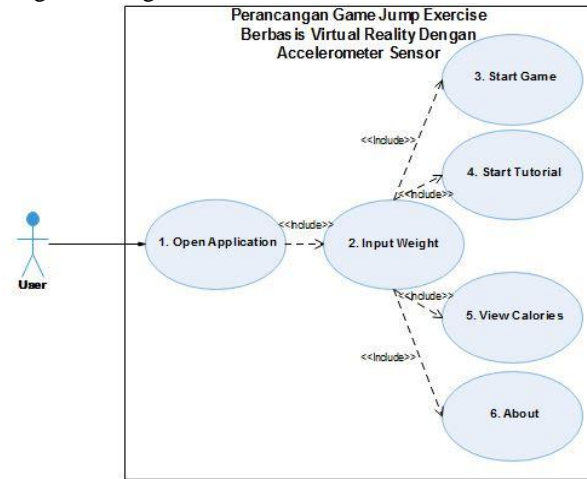 Perancangan Game Jump Exercise
Berbasis Virtual Reality Dengan
Accelerometer Sensor
3. Start Game
<<Include>>
4. Start Tutorial
<<Include>>
<<Include>>
1. Open Application
2. Input Weight
User
<<Include>>
5. View Calories
<<Include>>
6. About